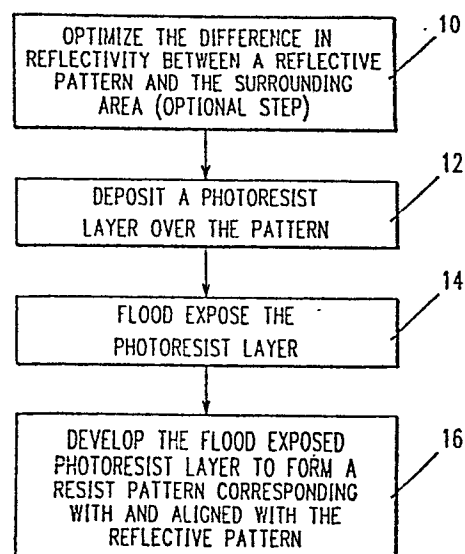 OPTIMIZE THE DIFFERENCE IN
REFLECTIVITY BETWEEN A REFLECTIVE
PATTERN AND THE SURROUNDING
AREA (OPTIONAL STEP)
10
DEPOSIT A PHOTORESIST
LAYER OVER THE PATTERN
12
FLOOD EXPOSE THE
PHOTORESIST LAYER
14
DEVELOP THE FLOOD EXPOSED
PHOTORESIST LAYER TO FORM A
RESIST PATTERN CORRESPONDING
WITH AND ALIGNED WITH THE
REFLECTIVE PATTERN
16